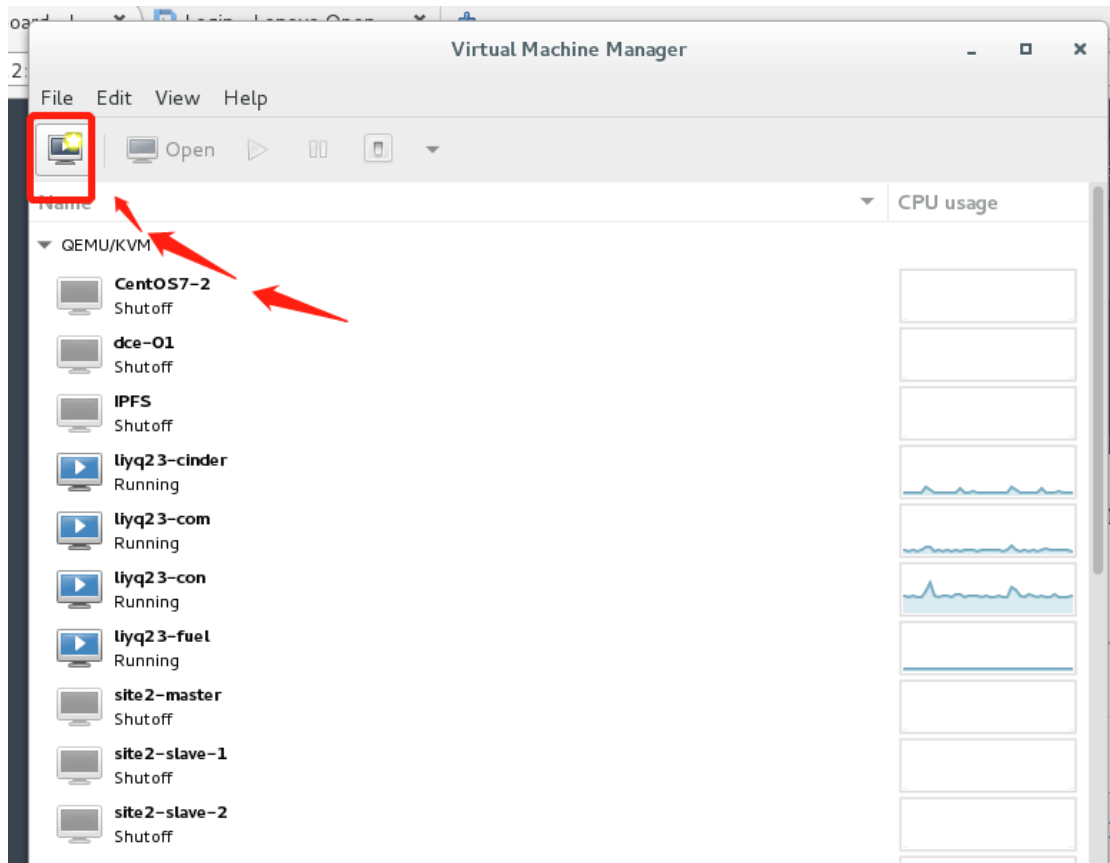 Virtual Machine Manager
2:
File Edit View Help
Open
Name CPU usage
QEMU/KVM
CentOS7-2
Shutoff
dce-01
Shutoff
IPFS
Shutoff
liyq23-cinder
Running
liyq23-com
Running
liyq23-con
Running
liyq23-fuel
Running
site2-master
Shutoff
site2-slave-1
Shutoff
site2-slave-2
Shutoff